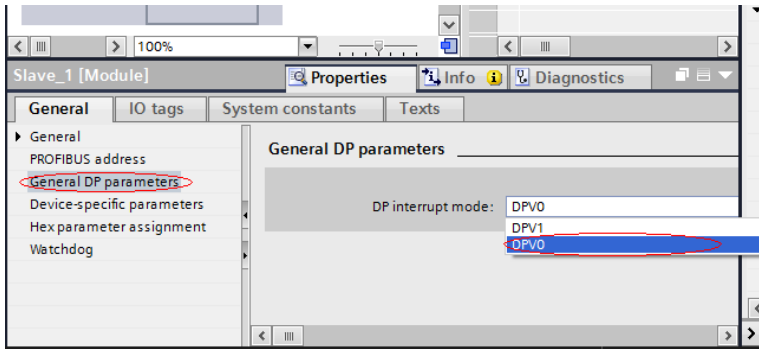 100%
Slave_1 [Module]
Properties
Info
Diagnostics
General
IO tags
System constants
Texts
General
PROFIBUS address
General DP parameters
Device-specific parameters
Hex parameter assignment
Watchdog
General DP parameters
DP interrupt mode:
DPV0
DPV1
DPV0